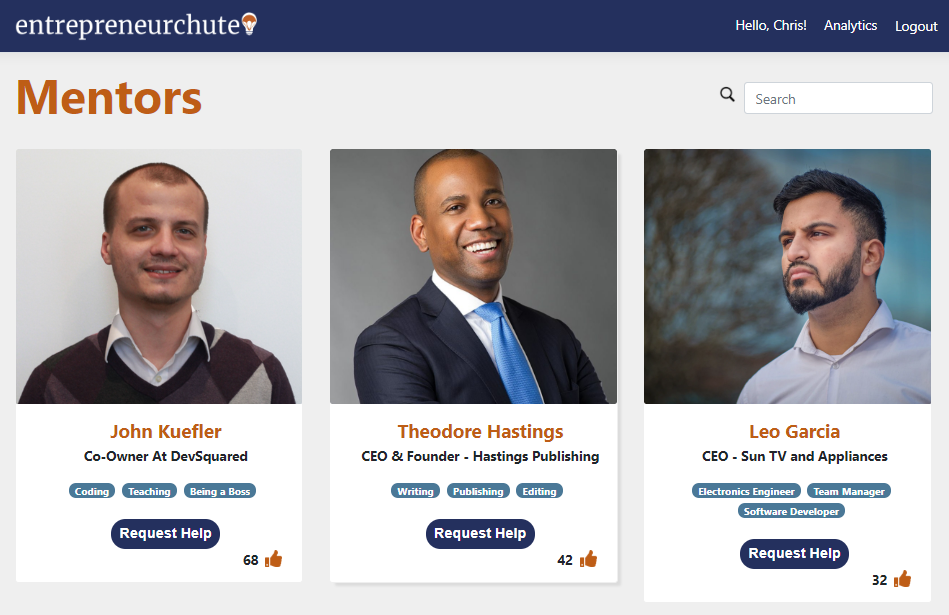 entrepreneurchute
Hello, Chris! Analytics Logout
Mentors
Search
John Kuefler
Co-Owner At DevSquared
Coding Teaching Being a Boss
Request Help
68
Theodore Hastings
CEO & Founder - Hastings Publishing
Writing Publishing Editing
Request Help
42
Leo Garcia
CEO - Sun TV and Appliances
Electronics Engineer Team Manager
Software Developer
Request Help
32